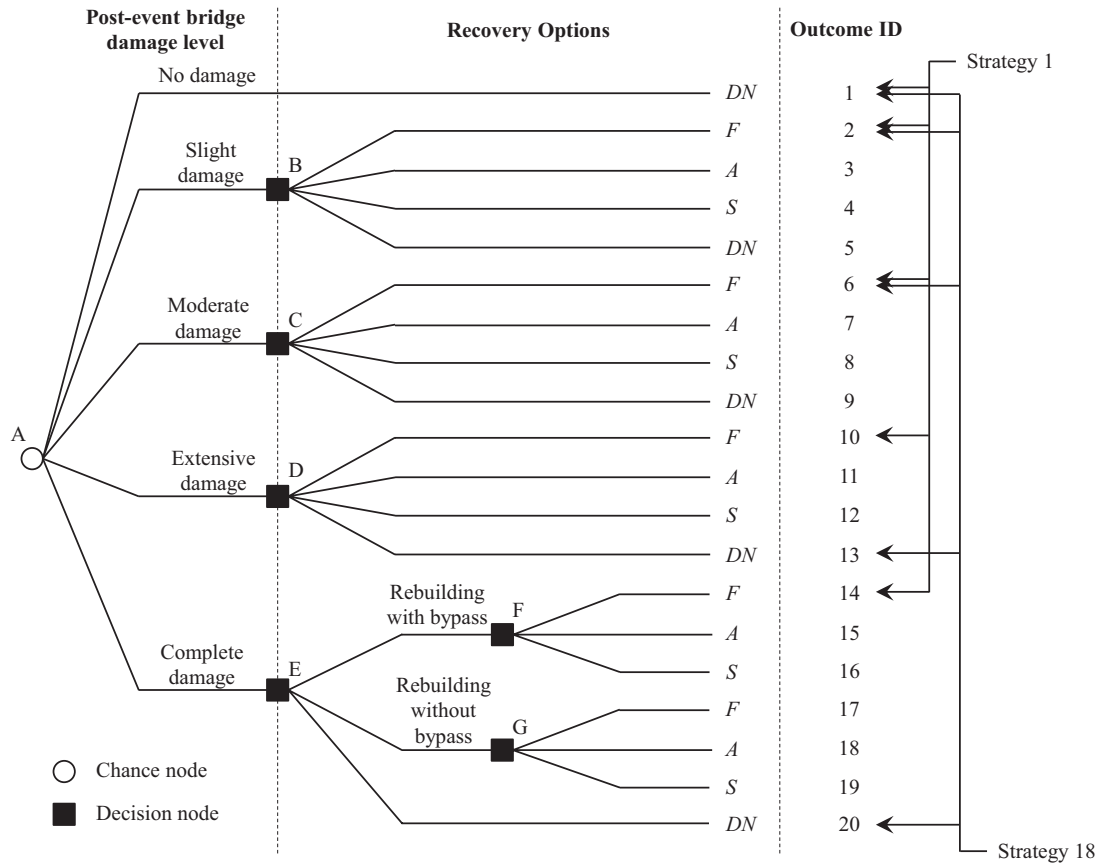 Post-event bridge
damage level
Recovery Options
Outcome ID
Strategy 1
No damage
DN
1
F
2
Slight
damage
B
A
3
S
4
DN
5
F
6
Moderate
damage
C
A
7
S
8
DN
9
A
F
10
Extensive
damage
D
A
11
S
12
DN
13
Rebuilding
with bypass
F
F
14
A
15
Complete
damage
E
S
16
Rebuilding
without
bypass
G
F
17
A
18
S
19
DN
20
Chance node
Decision node
Strategy 18